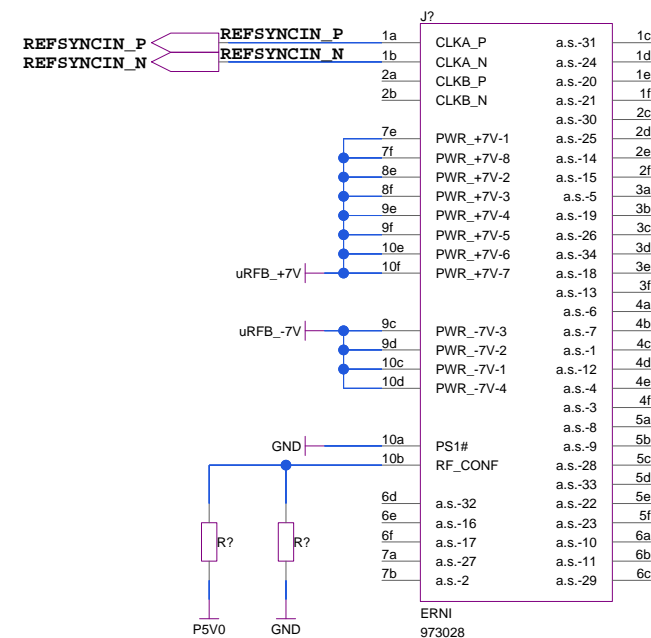 J?
REFSYNCIN_P REFSYNCIN_P 1a CLKA_P a.s.-31 1c
REFSYNCIN_N REFSYNCIN_N 1b CLKA_N a.s.-24 1d
2a CLKB_P a.s.-20 1e
2b CLKB_N a.s.-21 1f
a.s.-30 2c
7e PWR_+7V-1 a.s.-25 2d
7f PWR_+7V-8 a.s.-14 2e
8e PWR_+7V-2 a.s.-15 2f
8f PWR_+7V-3 a.s.-5 3a
9e PWR_+7V-4 a.s.-19 3b
9f PWR_+7V-5 a.s.-26 3c
10e PWR_+7V-6 a.s.-34 3d
uRFB_+7V 10f PWR_+7V-7 a.s.-18 3e
a.s.-13 3f
a.s.-6 4a
uRFB_-7V 9c PWR_-7V-3 a.s.-7 4b
9d PWR_-7V-2 a.s.-1 4c
10c PWR_-7V-1 a.s.-12 4d
10d PWR_-7V-4 a.s.-4 4e
a.s.-3 4f
a.s.-8 5a
GND 10a PS1# a.s.-9 5b
10b RF_CONF a.s.-28 5c
a.s.-33 5d
6d a.s.-32 a.s.-22 5e
6e a.s.-16 a.s.-23 5f
R? R? 6f a.s.-17 a.s.-10 6a
7a a.s.-27 a.s.-11 6b
7b a.s.-2 a.s.-29 6c
ERNI
P5V0 GND 973028